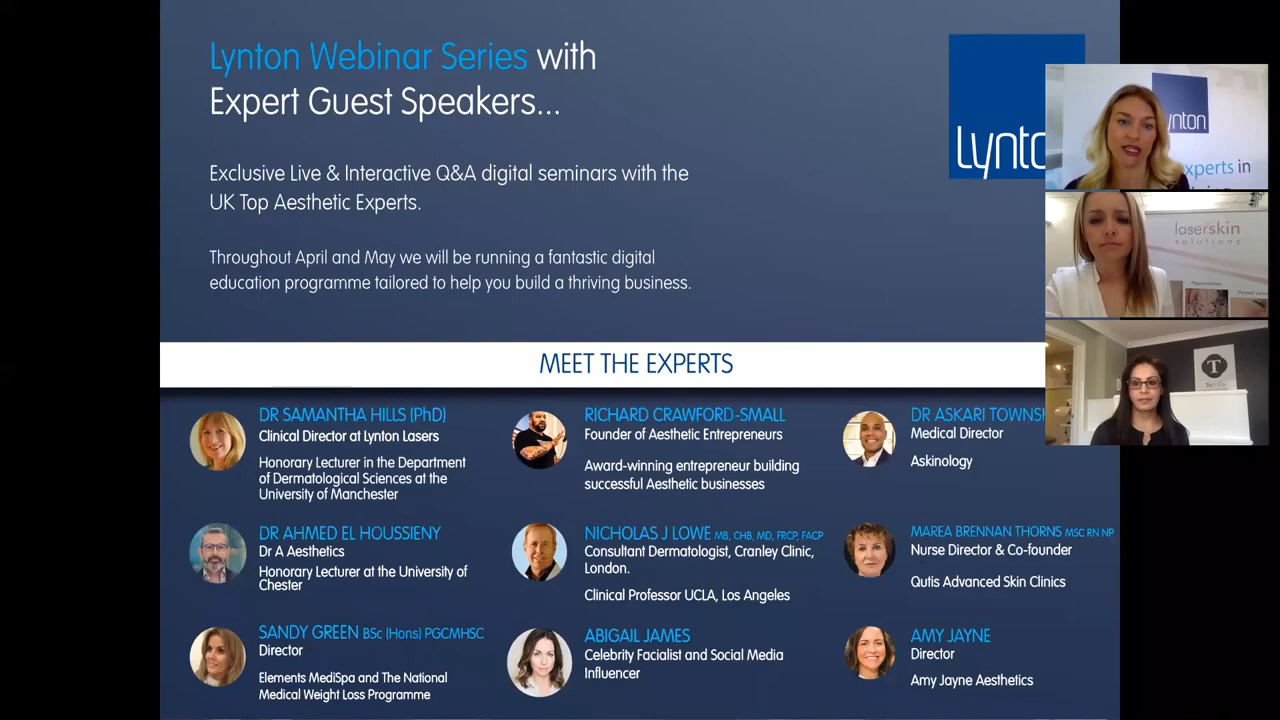 Lynton Webinar Series with
Expert Guest Speakers...
Exclusive Live & Interactive Q&A digital seminars with the
UK Top Aesthetic Experts.
Throughout April and May we will be running a fantastic digital
education programme tailored to help you build a thriving business.
MEET THE EXPERTS
DR SAMANTHA HILLS (PhD)
Clinical Director at Lynton Lasers
Honorary Lecturer in the Department
of Dermatological Sciences at the
University of Manchester
RICHARD CRAWFORD-SMALL
Founder of Aesthetic Entrepreneurs
Award-winning entrepreneur building
successful Aesthetic businesses
DR ASKARI
Medical Director
Askinology
DR AHMED EL HOUSSIENY
Dr A Aesthetics
Honorary Lecturer at the University of
Chester
NICHOLAS J LOWE MB, CHB, MD, FRCP, FACP
Consultant Dermatologist, Cranley Clinic,
London.
Clinical Professor UCLA, Los Angeles
MAREA BRENNAN THORNS MSC RN NP
Nurse Director & Co-founder
Qutis Advanced Skin Clinics
SANDY GREEN BSc (Hons) PGCMHSC
Director
Elements MediSpa and The National
Medical Weight Loss Programme
ABIGAIL JAMES
Celebrity Facialist and Social Media
Influencer
AMY JAYNE
Director
Amy Jayne Aesthetics
experts in
laserskin
solutions
T